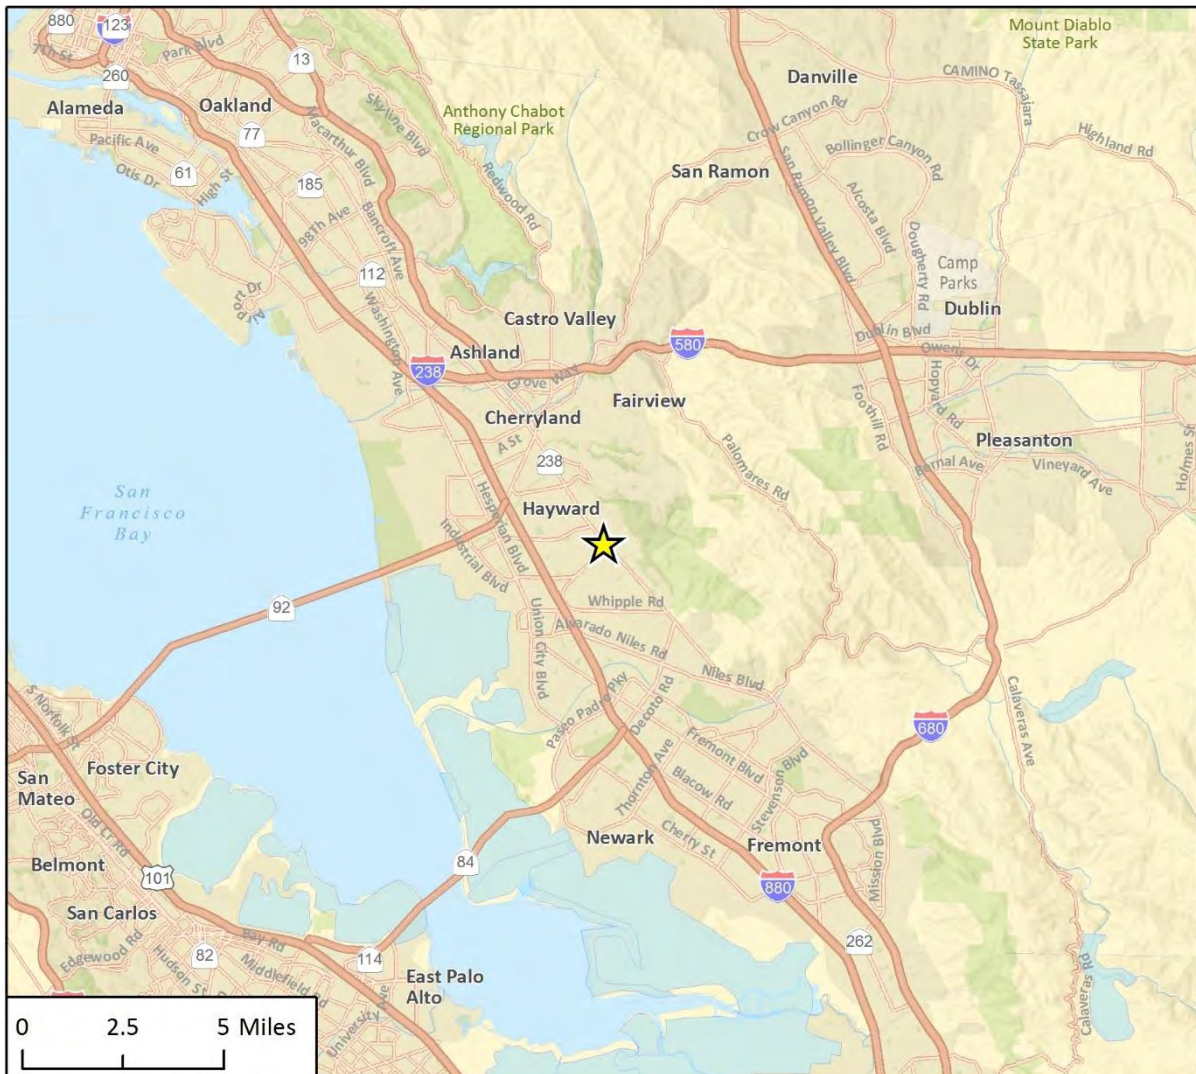 880
123
7th St
Park Blvd
13
260
Alameda
Oakland
77
Pacific Ave
61
Otis Dr
High St
185
Macarthur Blvd
Skyline Blvd
98Th Ave
Bancroft Ave
112
Airport Dr
Washington Ave
Anthony Chabot
Regional Park
Redwood Rd
Mount Diablo
State Park
Danville
CAMINO Tassajara
Crow Canyon Rd
Bollinger Canyon Rd
Highland Rd
San Ramon
San Ramon Valley Blvd
Alcosta Blvd
Dougherty Rd
Camp
Parks
Dublin
Dublin Blvd
Owens Dr
Castro Valley
Ashland
580
238
Grove Way
Fairview
Cherryland
A St
238
Foothill Rd
Hopyard Rd
Pleasanton
Bernal Ave
Vineyard Ave
Holmes St
Palomares Rd
San
Francisco
Bay
Hesperian Blvd
Hayward
Industrial Blvd
92
Whipple Rd
Union City Blvd
Alvarado Niles Rd
Niles Blvd
Paseo Padre Pky
Decoto Rd
Calaveras Ave
680
S Norfolk St
Foster City
San
Mateo
Old Cty Rd
Belmont
101
San Carlos
Edgewood Rd
82
Hudson St
Bay Rd
Middlefield Rd
114
University Ave
East Palo
Alto
84
Thornton Ave
Fremont Blvd
Blacow Rd
Stevenson Blvd
Newark
Cherry St
Fremont
Mission Blvd
880
262
Calaveras Rd
0 2.5 5 Miles